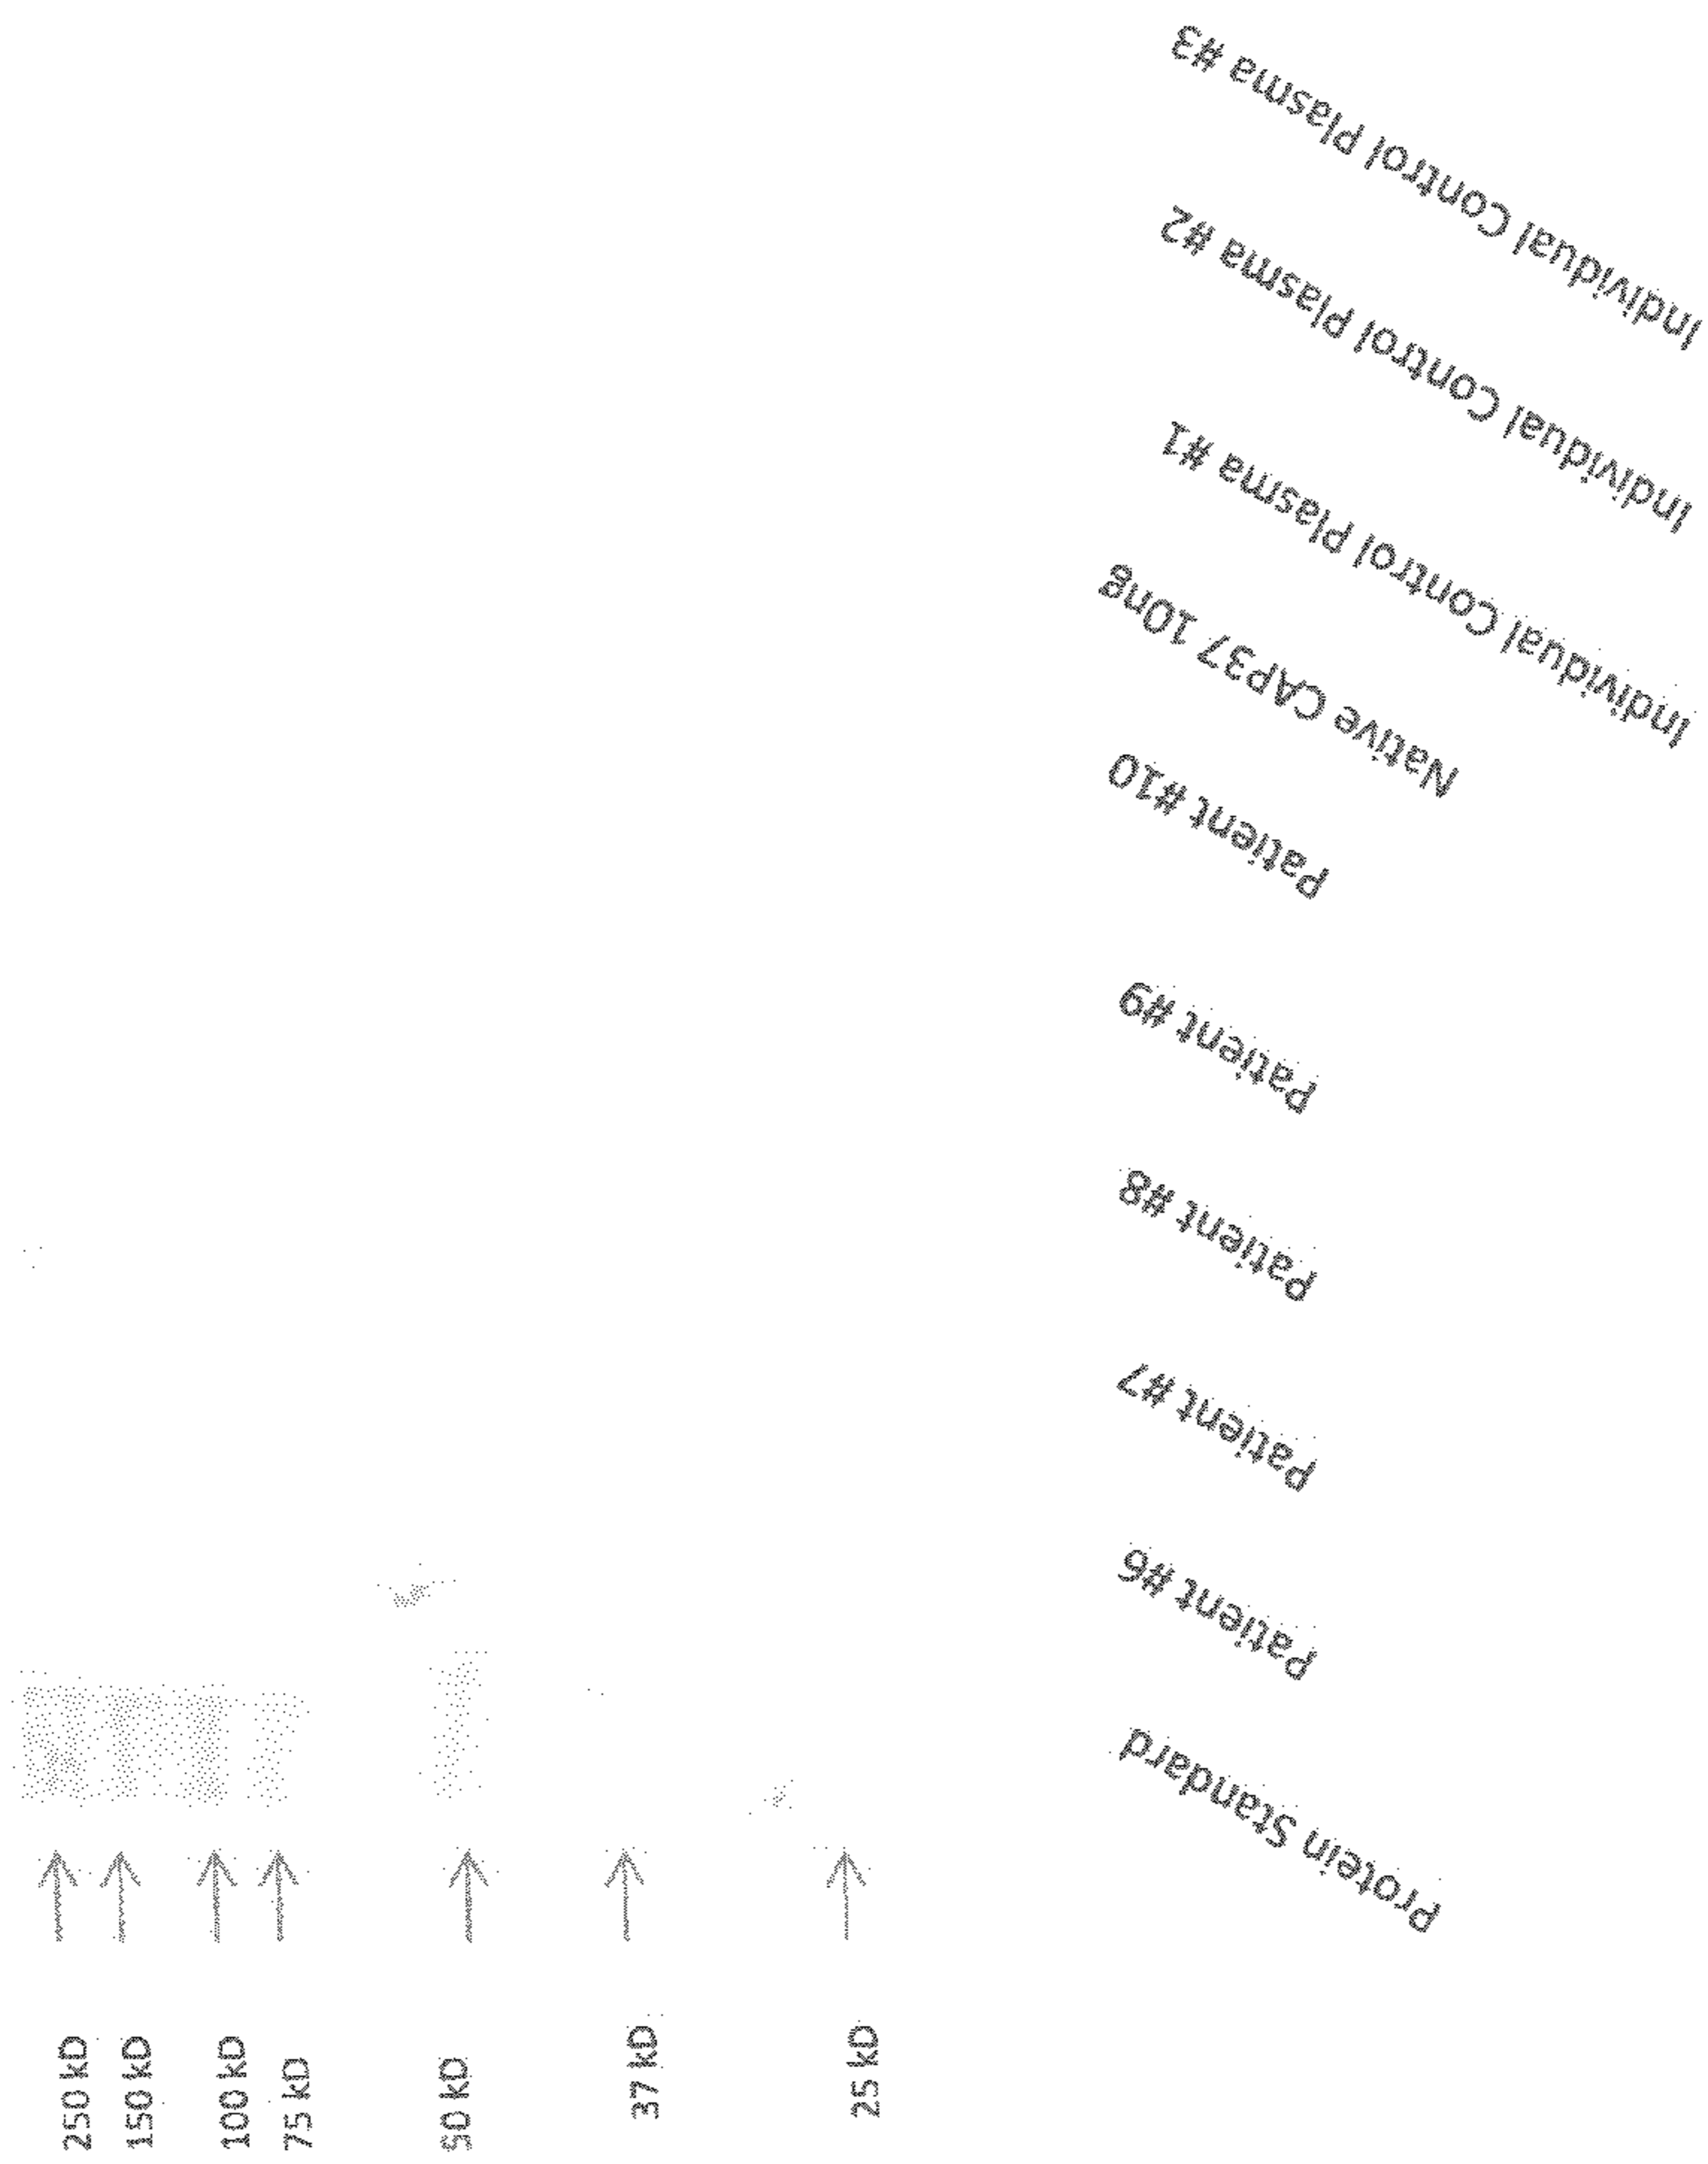 250 kD
150 kD
100 kD
75 kD
50 kD
37 kD
25 kD
Protein Standard
Patient #6
Patient #7
Patient #8
Patient #9
Patient #10
Native CAP37 10ng
Individual Control Plasma #1
Individual Control Plasma #2
Individual Control Plasma #3